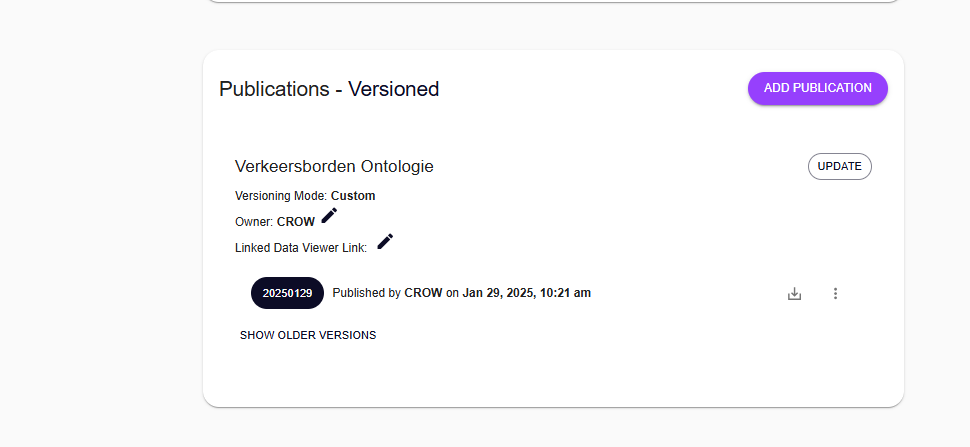 Publications - Versioned
ADD PUBLICATION
Verkeersborden Ontologie
UPDATE
Versioning Mode: Custom
Owner: CROW
Linked Data Viewer Link:
20250129 Published by CROW on Jan 29, 2025, 10:21 am
SHOW OLDER VERSIONS